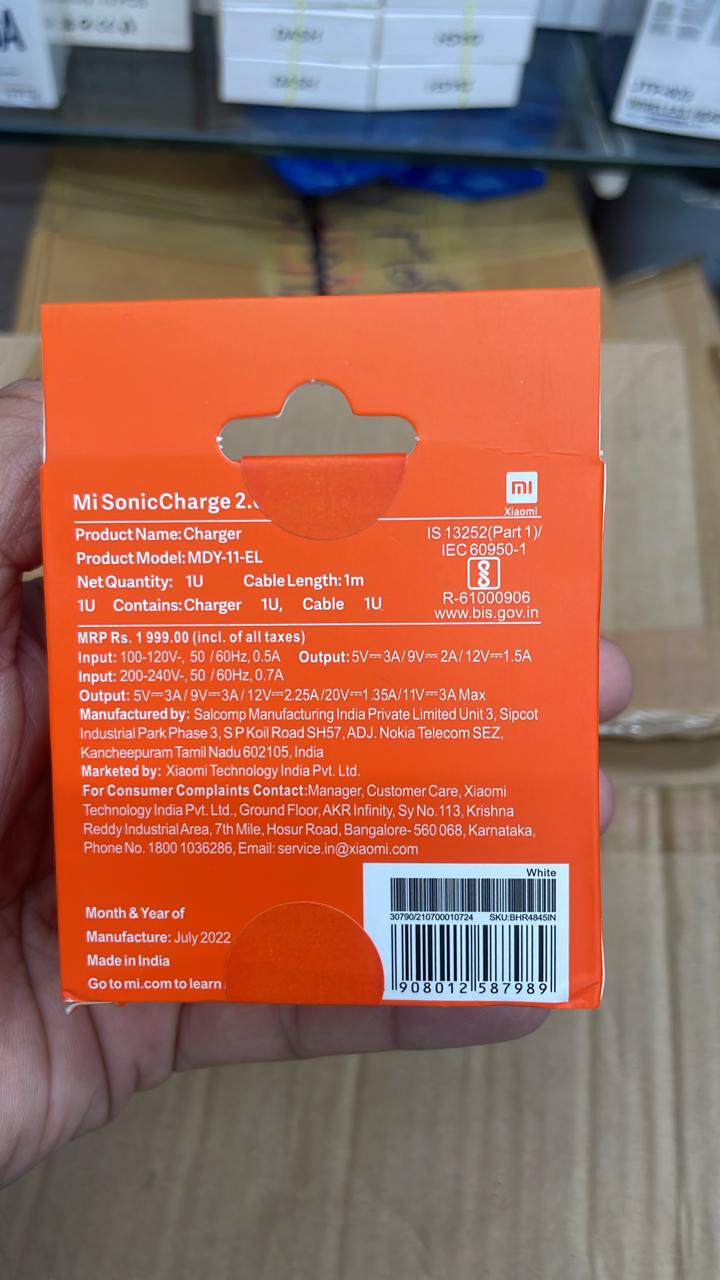 Mi SonicCharge 2.
mi
Xiaomi
Product Name: Charger
Product Model: MDY-11-EL
Net Quantity: 1U Cable Length: 1m
1U Contains: Charger 1U, Cable 1U
IS 13252(Part 1)/
IEC 60950-1
R-61000906
www.bis.gov.in
MRP Rs. 1 999.00 (incl. of all taxes)
Input: 100-120V~, 50 /60Hz, 0.5A Output: 5V⎓3A/9V⎓2A/12V⎓1.5A
Input: 200-240V~, 50 /60Hz, 0.7A
Output: 5V⎓3A/9V⎓3A/12V⎓2.25A/20V⎓1.35A/11V⎓3A Max
Manufactured by: Salcomp Manufacturing India Private Limited Unit 3, Sipcot
Industrial Park Phase 3, S P Koil Road SH57, ADJ. Nokia Telecom SEZ,
Kancheepuram Tamil Nadu 602105, India
Marketed by: Xiaomi Technology India Pvt. Ltd.
For Consumer Complaints Contact:Manager, Customer Care, Xiaomi
Technology India Pvt. Ltd., Ground Floor, AKR Infinity, Sy No.113, Krishna
Reddy Industrial Area, 7th Mile, Hosur Road, Bangalore- 560 068, Karnataka,
Phone No. 1800 1036286, Email: service.in@xiaomi.com
White
30790/210700010724 SKU:BHR4845IN
908012 587989
Month & Year of
Manufacture: July 2022
Made in India
Go to mi.com to learn